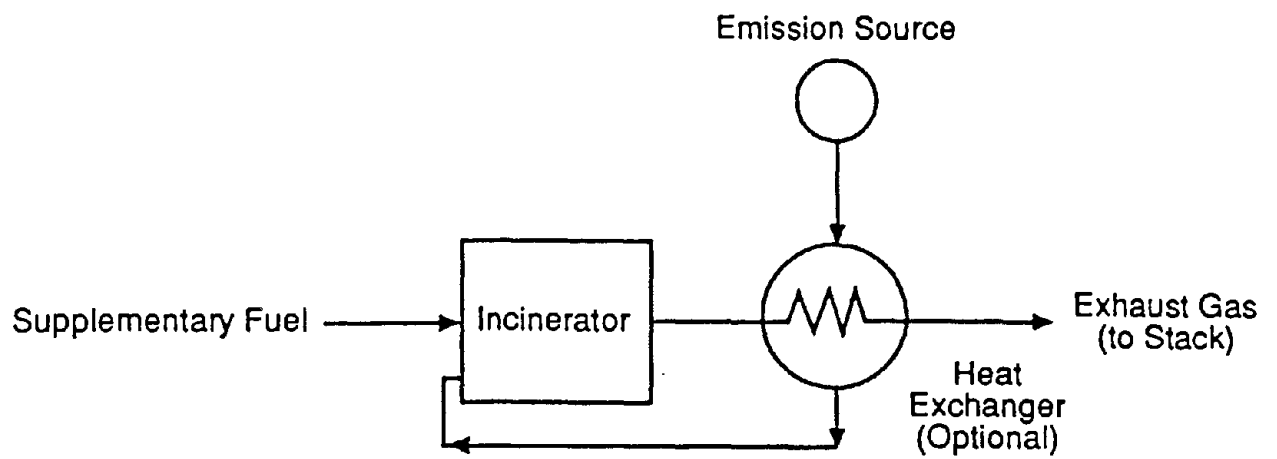 Emission Source
Supplementary Fuel
Incinerator
Exhaust Gas
(to Stack)
Heat
Exchanger
(Optional)